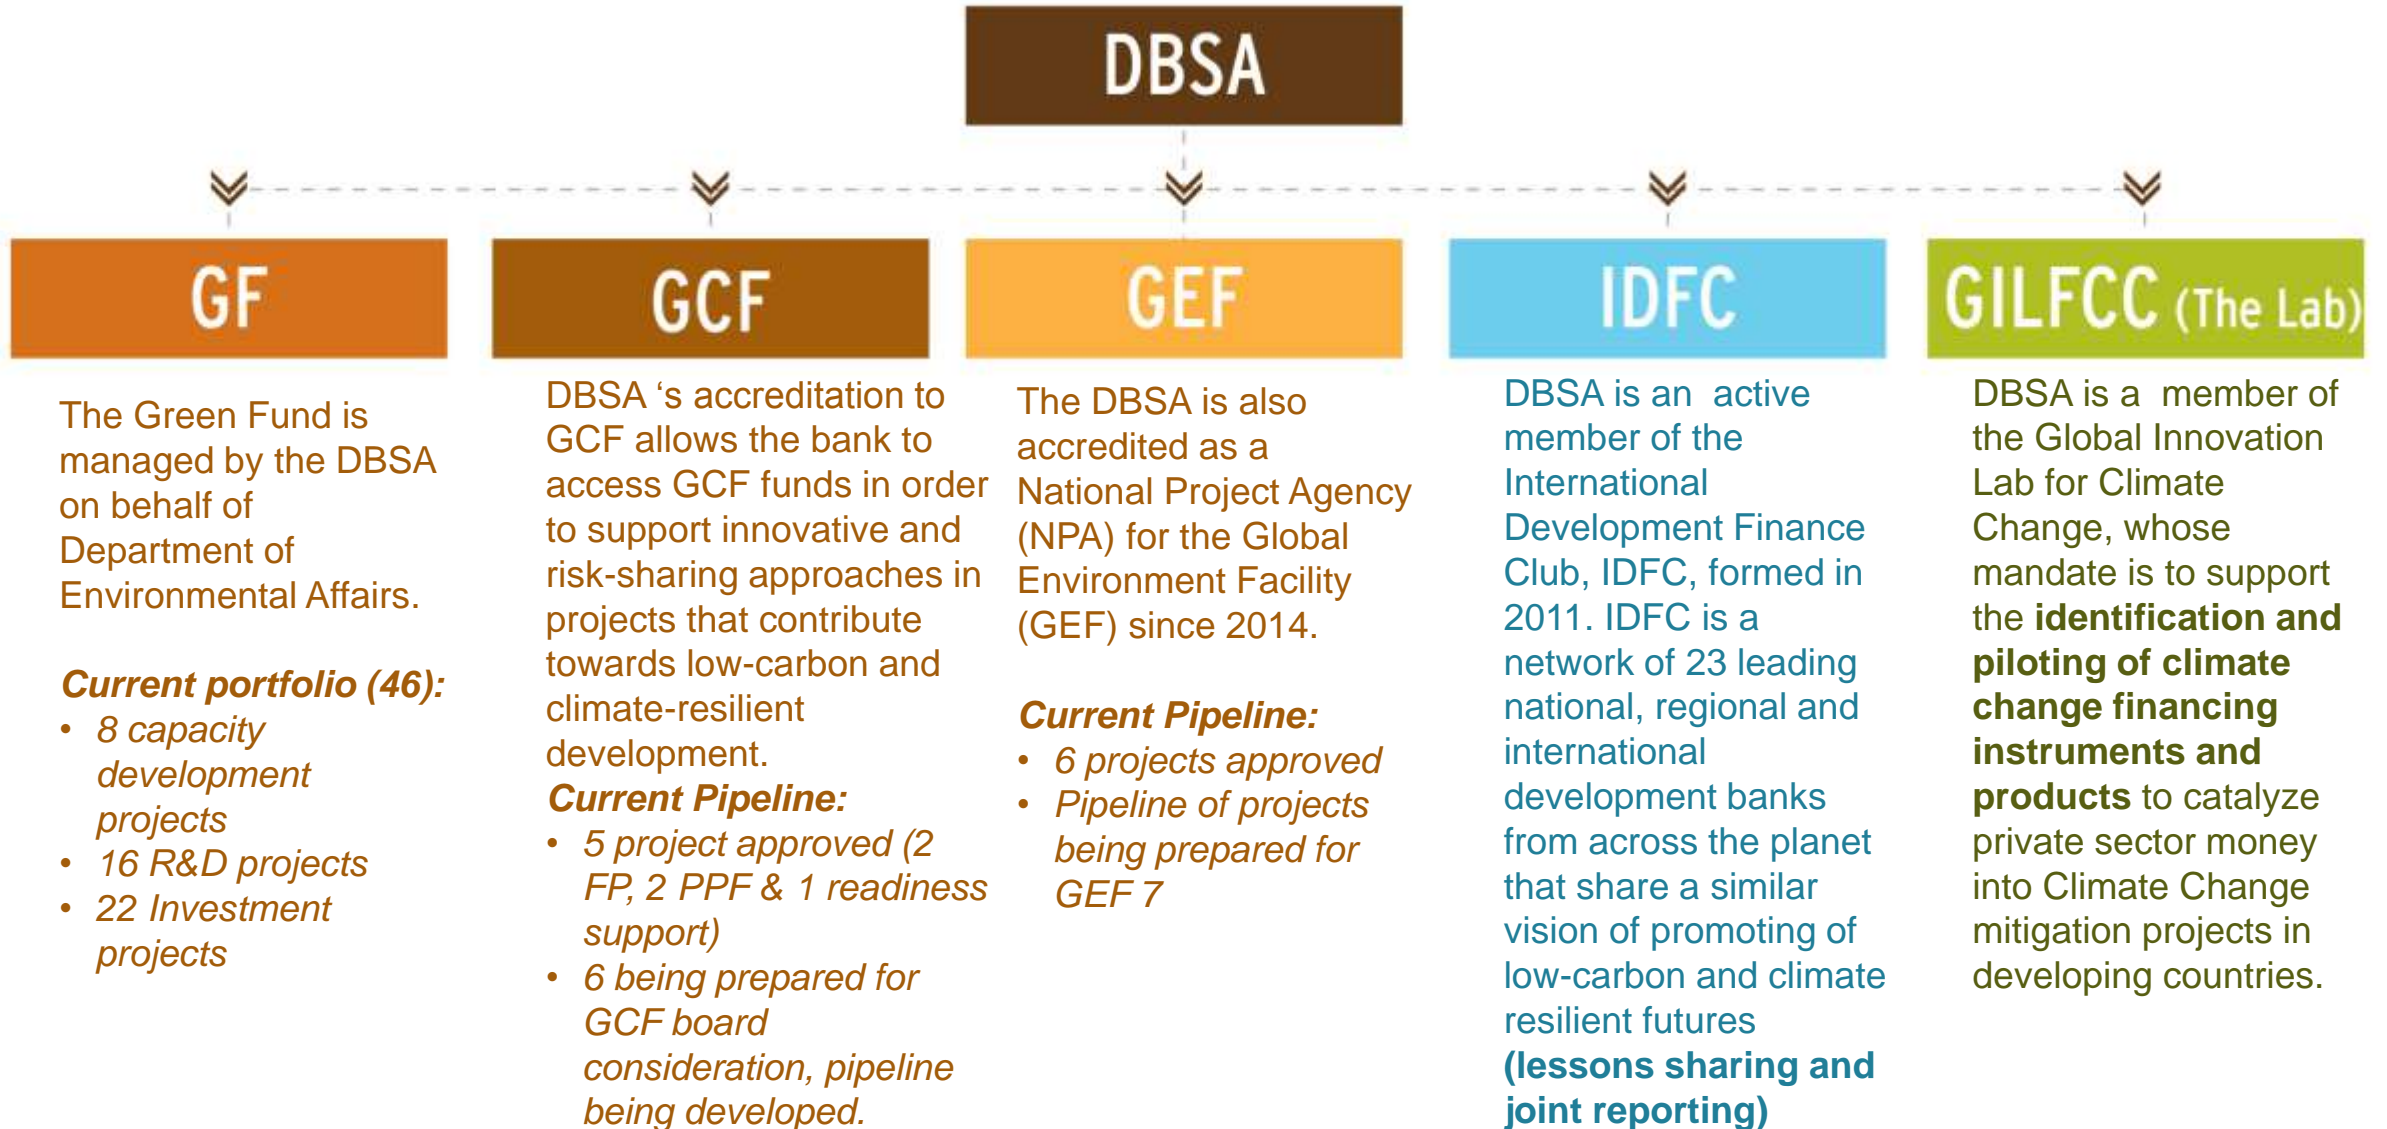 DBSA
GF
GCF
GEF
IDFC
GILFCC (The Lab)
The Green Fund is
managed by the DBSA
on behalf of
Department of
Environmental Affairs.
Current portfolio (46):
• 8 capacity
development
projects
• 16 R&D projects
• 22 Investment
projects
DBSA ‘s accreditation to
GCF allows the bank to
access GCF funds in order
to support innovative and
risk-sharing approaches in
projects that contribute
towards low-carbon and
climate-resilient
development.
Current Pipeline:
• 5 project approved (2
FP, 2 PPF & 1 readiness
support)
• 6 being prepared for
GCF board
consideration, pipeline
being developed.
The DBSA is also
accredited as a
National Project Agency
(NPA) for the Global
Environment Facility
(GEF) since 2014.
Current Pipeline:
• 6 projects approved
• Pipeline of projects
being prepared for
GEF 7
DBSA is an active
member of the
International
Development Finance
Club, IDFC, formed in
2011. IDFC is a
network of 23 leading
national, regional and
international
development banks
from across the planet
that share a similar
vision of promoting of
low-carbon and climate
resilient futures
(lessons sharing and
joint reporting)
DBSA is a member of
the Global Innovation
Lab for Climate
Change, whose
mandate is to support
the identification and
piloting of climate
change financing
instruments and
products to catalyze
private sector money
into Climate Change
mitigation projects in
developing countries.